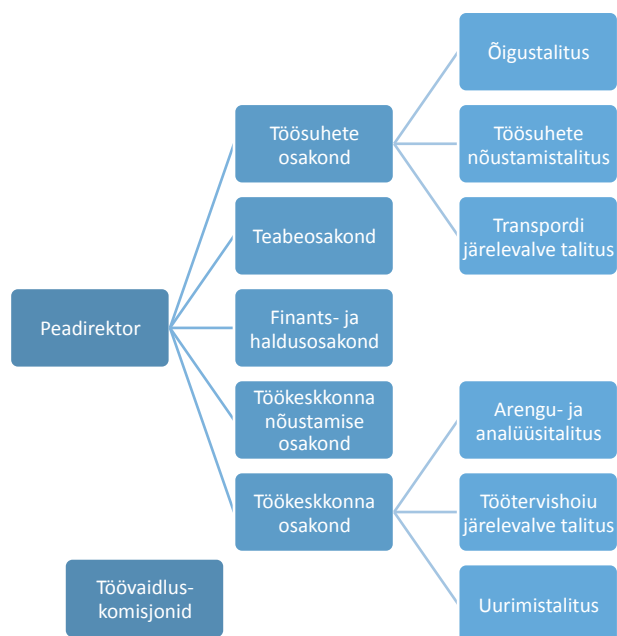 Peadirektor
Töösuhete
osakond
Õigustalitus
Töösuhete
nõustamistalitus
Transpordi
järelevalve talitus
Teabeosakond
Finants- ja
haldusosakond
Töökeskkonna
nõustamise
osakond
Töökeskkonna
osakond
Arengu- ja
analüüsitalitus
Töötervishoiu
järelevalve talitus
Uurimistalitus
Töövaidlus-
komisjonid